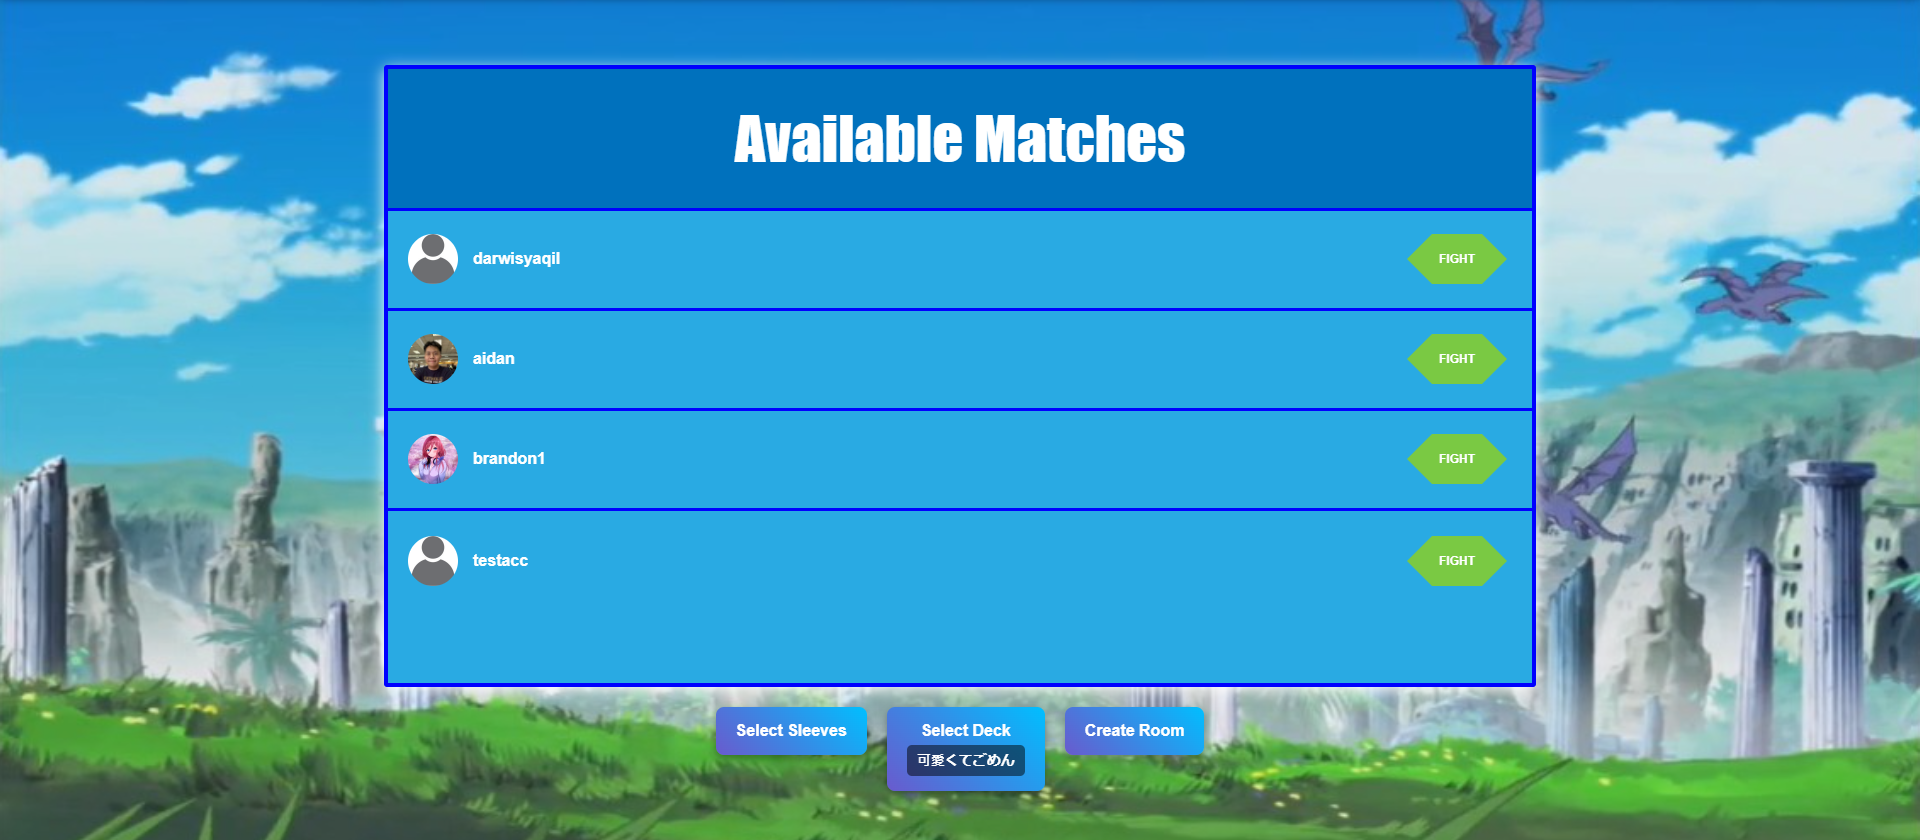 Available Matches
darwisyaqil
FIGHT
aidan
FIGHT
brandon1
FIGHT
testacc
FIGHT
Select Sleeves
Select Deck
可愛くてごめん
Create Room